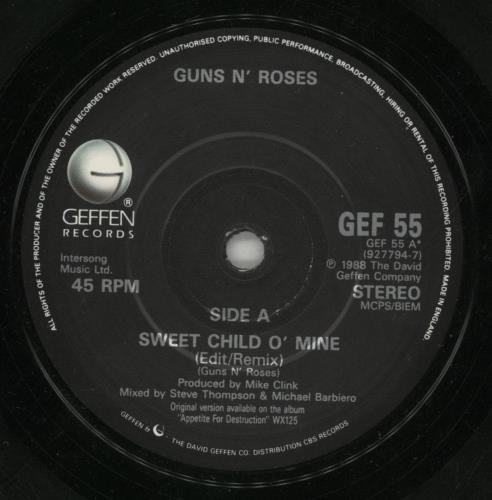 ALL RIGHTS OF THE PRODUCER AND OF THE OWNER OF THE RECORDED WORK RESERVED. UNAUTHORISED COPYING, PUBLIC PERFORMANCE, BROADCASTING, HIRING OR RENTAL OF THIS RECORDING PROHIBITED. MADE IN ENGLAND.
GUNS N' ROSES
®
GEFFEN
RECORDS
Intersong
Music Ltd.
45 RPM
GEF 55
GEF 55 A*
(927794-7)
℗ 1988 The David
Geffen Company
STEREO
MCPS/BIEM
SIDE A
SWEET CHILD O' MINE
(Edit/Remix)
(Guns N' Roses)
Produced by Mike Clink
Mixed by Steve Thompson & Michael Barbiero
Original version available on the album
"Appetite For Destruction" WX125
GEFFEN & THE DAVID GEFFEN CO. DISTRIBUTION CBS RECORDS